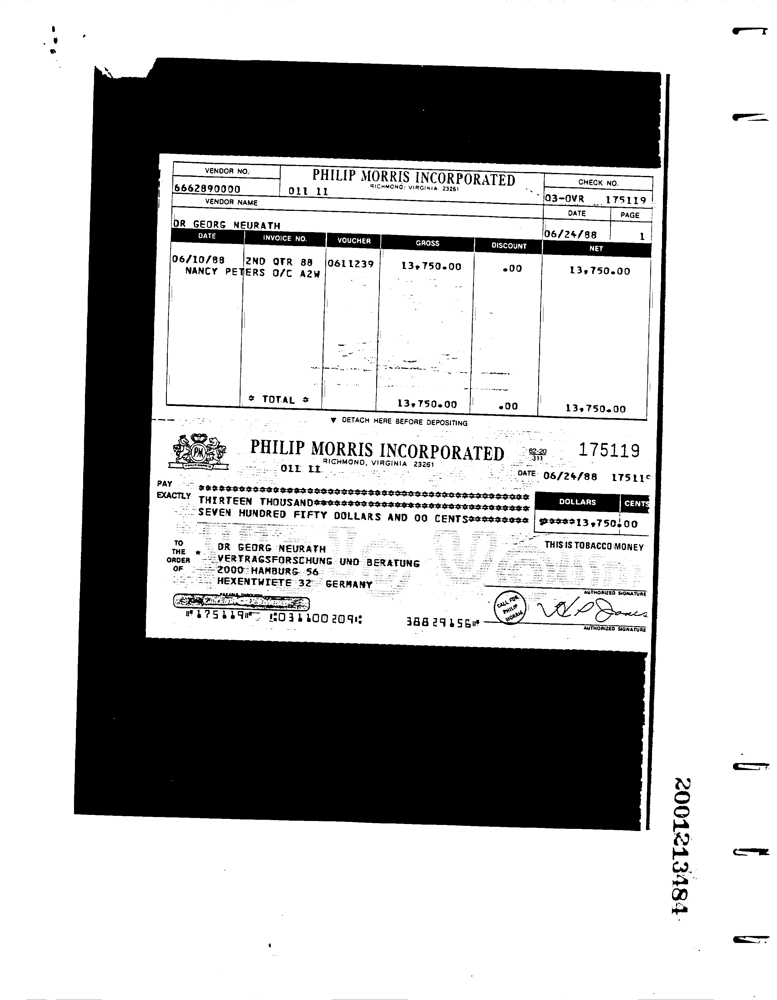 VENDOR NO.
PHILIP MORRIS INCORPORATED
RICHMOND, VIRGINIA 23261
CHECK NO.
6662890000 011 11
03-OVR 175119
VENDOR NAME
DATE PAGE
DR GEORG NEURATH
06/24/88 1
DATE INVOICE NO. VOUCHER GROSS DISCOUNT NET
06/10/88 2ND QTR 88 0611239 13,750.00 .00 13,750.00
NANCY PETERS O/C A2W
* TOTAL * 13,750.00 .00 13,750.00
▼ DETACH HERE BEFORE DEPOSITING
PM
PHILIP MORRIS INCORPORATED
RICHMOND, VIRGINIA 23261
62-20
311
175119
011 11
DATE 06/24/88 17511
PAY
EXACTLY
THIRTEEN THOUSAND
SEVEN HUNDRED FIFTY DOLLARS AND 00 CENTS*********
DOLLARS CENTS
$****13,750.00
TO
THE
ORDER
OF
* DR GEORG NEURATH
VERTRAGSFORSCHUNG UND BERATUNG
2000 HAMBURG 56
HEXENTWIETE 32 GERMANY
THIS IS TOBACCO MONEY
AUTHORIZED SIGNATURE
CALL FOR
PHILIP
MORRIS
AUTHORIZED SIGNATURE
⑈175119⑈ ⑆031100209⑆ 38829156⑈
2001213484